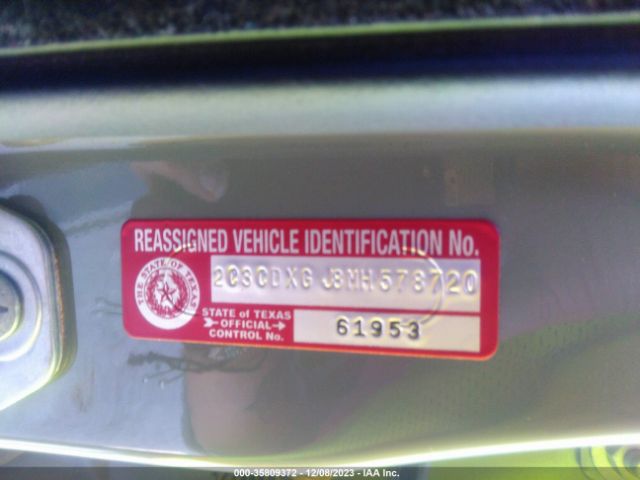 REASSIGNED VEHICLE IDENTIFICATION No.
THE STATE OF TEXAS
2C3CDXGJ8MH578720
STATE of TEXAS
OFFICIAL
CONTROL No.
61953
000-35809372 - 12/08/2023 - IAA Inc.